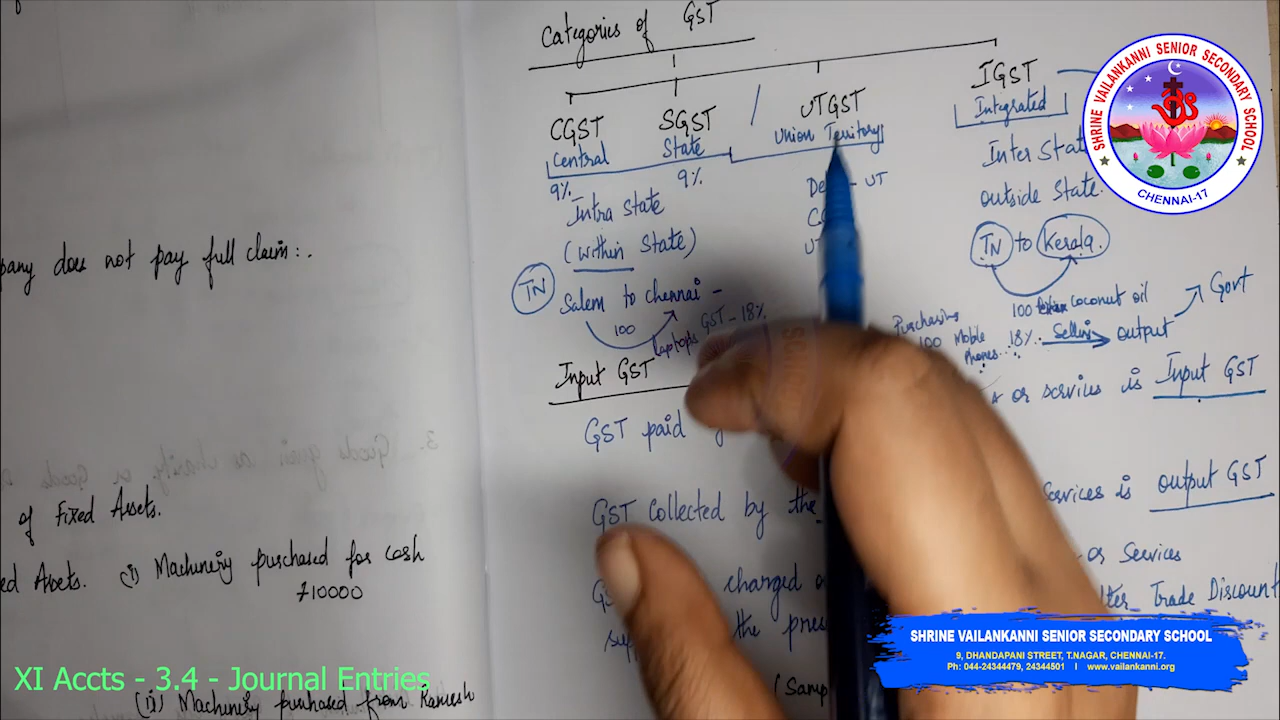 Categories of GST
CGST SGST / UTGST IGST
Central State Union Territory Integrated
9% 9% UT Inter State
Intra State outside State.
(within State) TN to Kerala.
TN Salem to Chennai -
100 Laptops GST - 18%
100 coconut oil Govt
Purchasing 100 Mobile Phones 18% Selling output
Input GST
or services is Input GST
GST paid
GST collected by the
Services is output GST
charged or Services
the Trade Discount
pany does not pay full claim:.
of Fixed Assets.
ed Assets. (i) Machinery purchased for cash
₹10000
(ii) Machinery purchased from Ramesh
SHRINE VAILANKANNI SENIOR SECONDARY SCHOOL
CHENNAI-17
SHRINE VAILANKANNI SENIOR SECONDARY SCHOOL
9, DHANDAPANI STREET, T.NAGAR, CHENNAI-17.
Ph: 044-24344479, 24344501 I www.vailankanni.org
XI Accts - 3.4 - Journal Entries